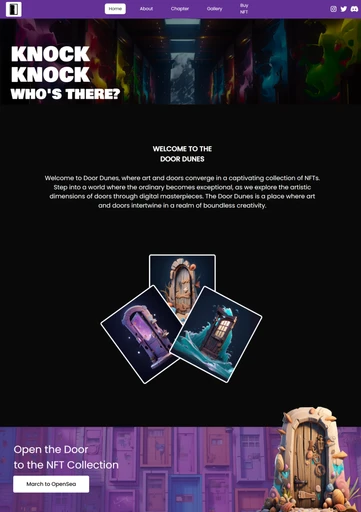 Home About Chapter Gallery Buy
NFT
KNOCK
KNOCK
WHO'S THERE?
WELCOME TO THE
DOOR DUNES
Welcome to Door Dunes, where art and doors converge in a captivating collection of NFTs.
Step into a world where the ordinary becomes exceptional, as we explore the artistic
dimensions of doors through digital masterpieces. The Door Dunes is a place where art
and doors intertwine in a realm of boundless creativity.
Open the Door
to the NFT Collection
March to OpenSea